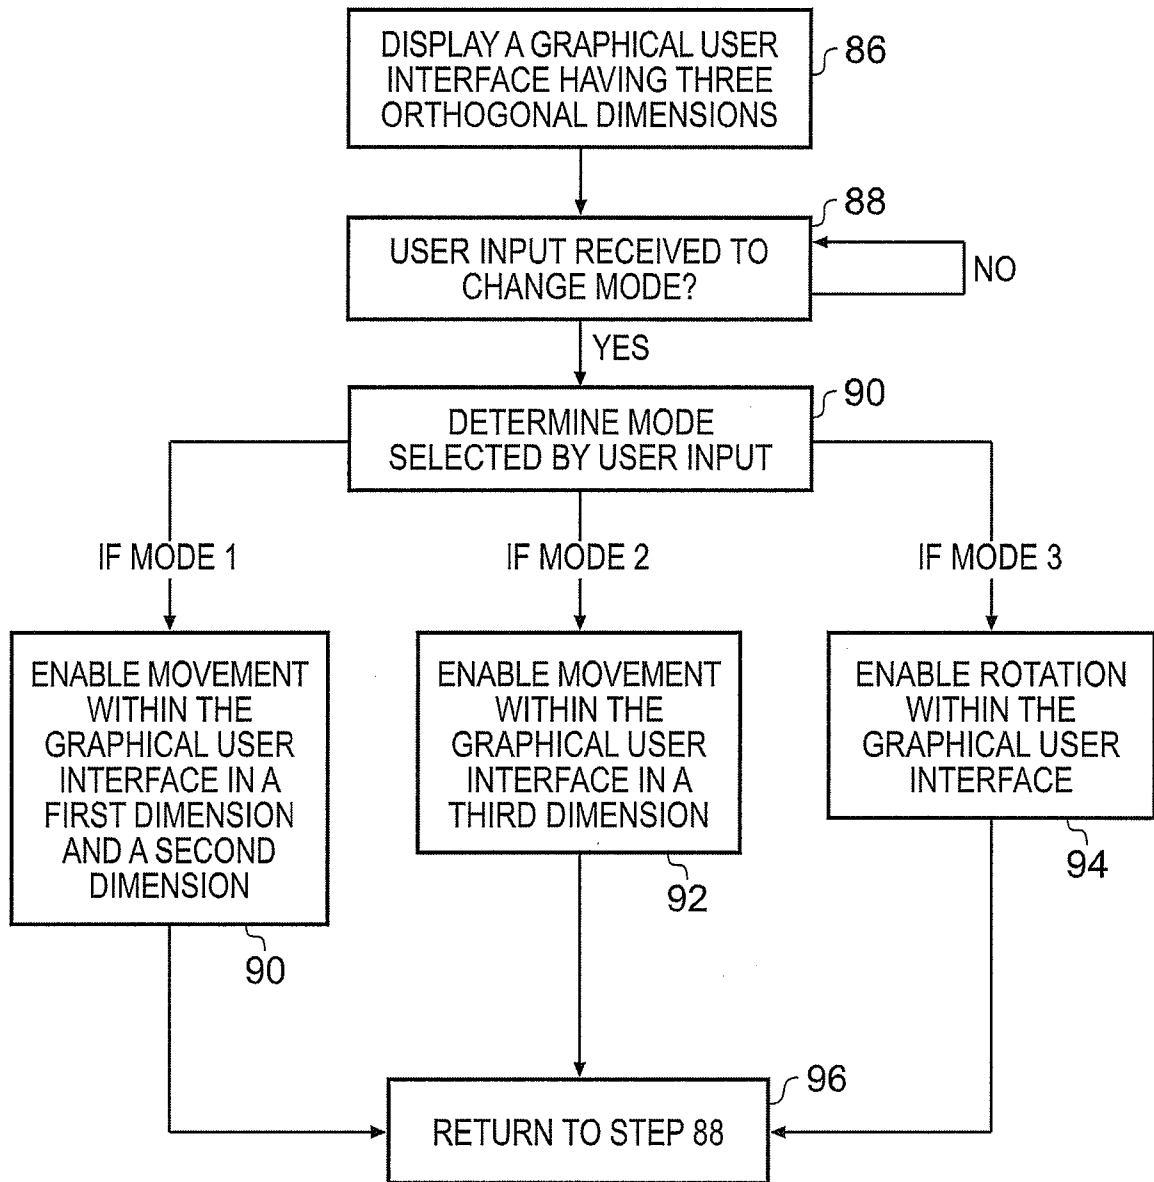 DISPLAY A GRAPHICAL USER
INTERFACE HAVING THREE
ORTHOGONAL DIMENSIONS
86
88
USER INPUT RECEIVED TO
CHANGE MODE?
NO
YES
90
DETERMINE MODE
SELECTED BY USER INPUT
IF MODE 1
IF MODE 2
IF MODE 3
ENABLE MOVEMENT
WITHIN THE
GRAPHICAL USER
INTERFACE IN A
FIRST DIMENSION
AND A SECOND
DIMENSION
90
ENABLE MOVEMENT
WITHIN THE
GRAPHICAL USER
INTERFACE IN A
THIRD DIMENSION
92
ENABLE ROTATION
WITHIN THE
GRAPHICAL USER
INTERFACE
94
96
RETURN TO STEP 88